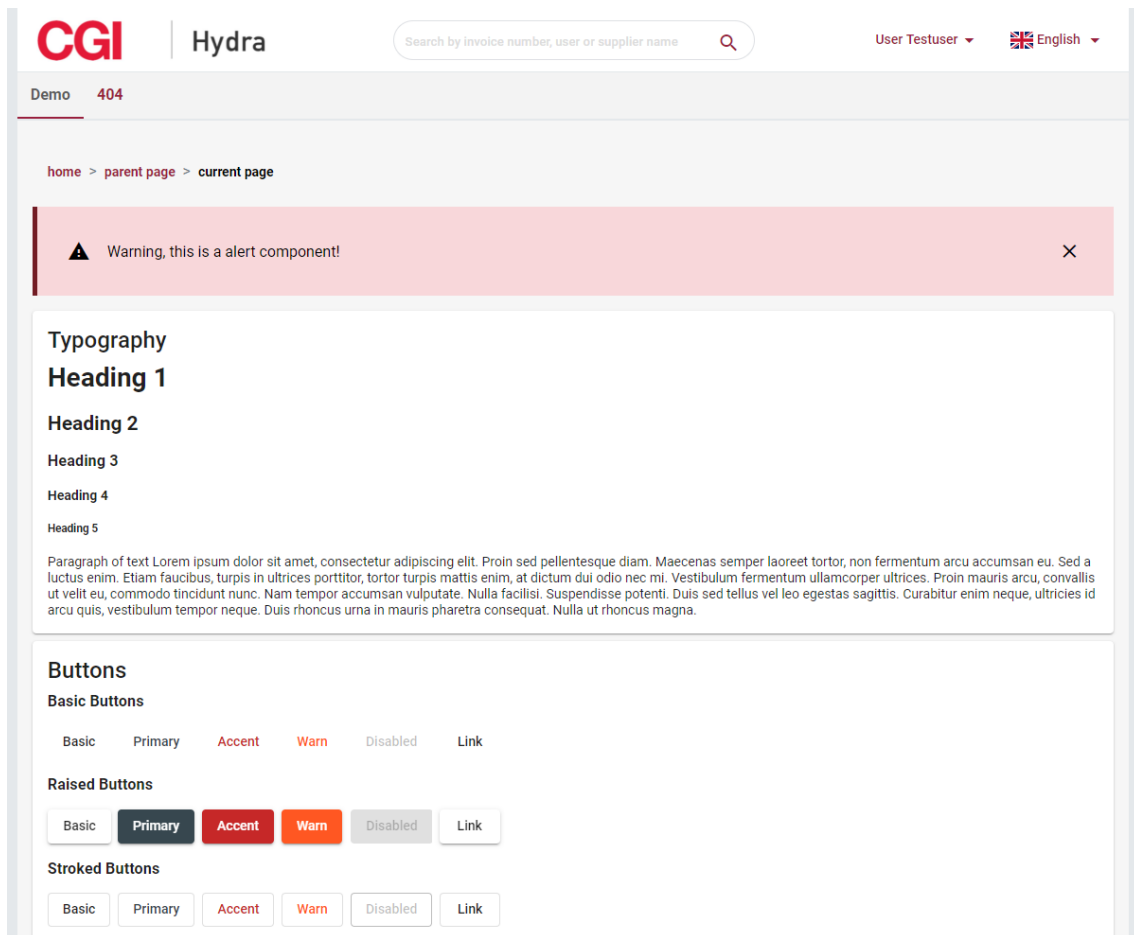 CGI Hydra Search by invoice number, user or supplier name User Testuser English
Demo 404
home > parent page > current page
Warning, this is a alert component!
Typography
Heading 1
Heading 2
Heading 3
Heading 4
Heading 5
Paragraph of text Lorem ipsum dolor sit amet, consectetur adipiscing elit. Proin sed pellentesque diam. Maecenas semper laoreet tortor, non fermentum arcu accumsan eu. Sed a
luctus enim. Etiam faucibus, turpis in ultrices porttitor, tortor turpis mattis enim, at dictum dui odio nec mi. Vestibulum fermentum ullamcorper ultrices. Proin mauris arcu, convallis
ut velit eu, commodo tincidunt nunc. Nam tempor accumsan vulputate. Nulla facilisi. Suspendisse potenti. Duis sed tellus vel leo egestas sagittis. Curabitur enim neque, ultricies id
arcu quis, vestibulum tempor neque. Duis rhoncus urna in mauris pharetra consequat. Nulla ut rhoncus magna.
Buttons
Basic Buttons
Basic Primary Accent Warn Disabled Link
Raised Buttons
Basic Primary Accent Warn Disabled Link
Stroked Buttons
Basic Primary Accent Warn Disabled Link